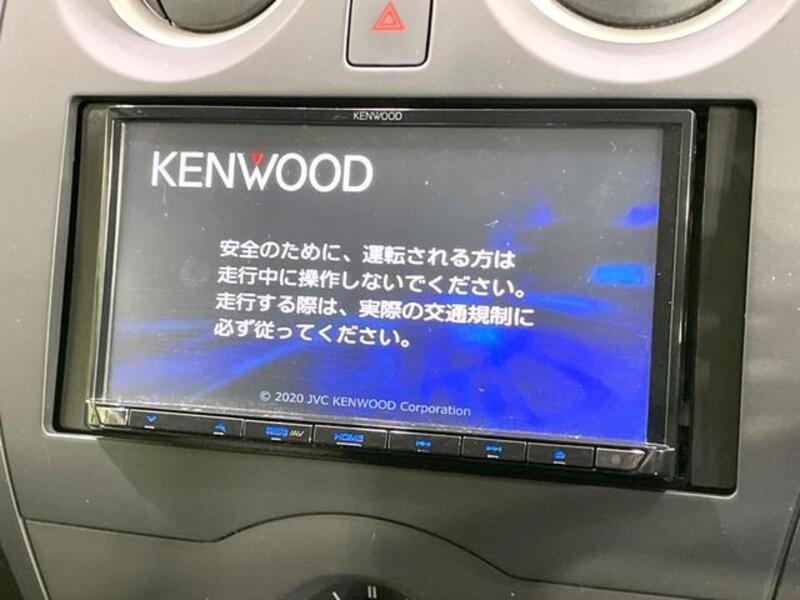 KENWOOD
KENWOOD
安全のために、運転される方は
走行中に操作しないでください。
走行する際は、実際の交通規制に
必ず従ってください。
© 2020 JVC KENWOOD Corporation
/AV
HOME